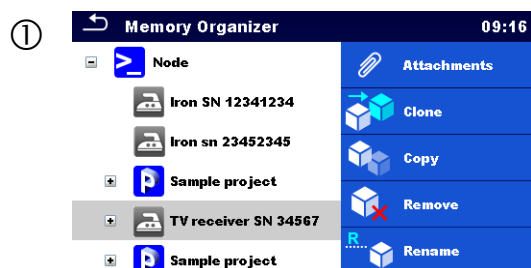 ①
Memory Organizer 09:16
Node
Attachments
Iron SN 12341234
Clone
Iron sn 23452345
Copy
Sample project
Remove
TV receiver SN 34567
R
Rename
Sample project